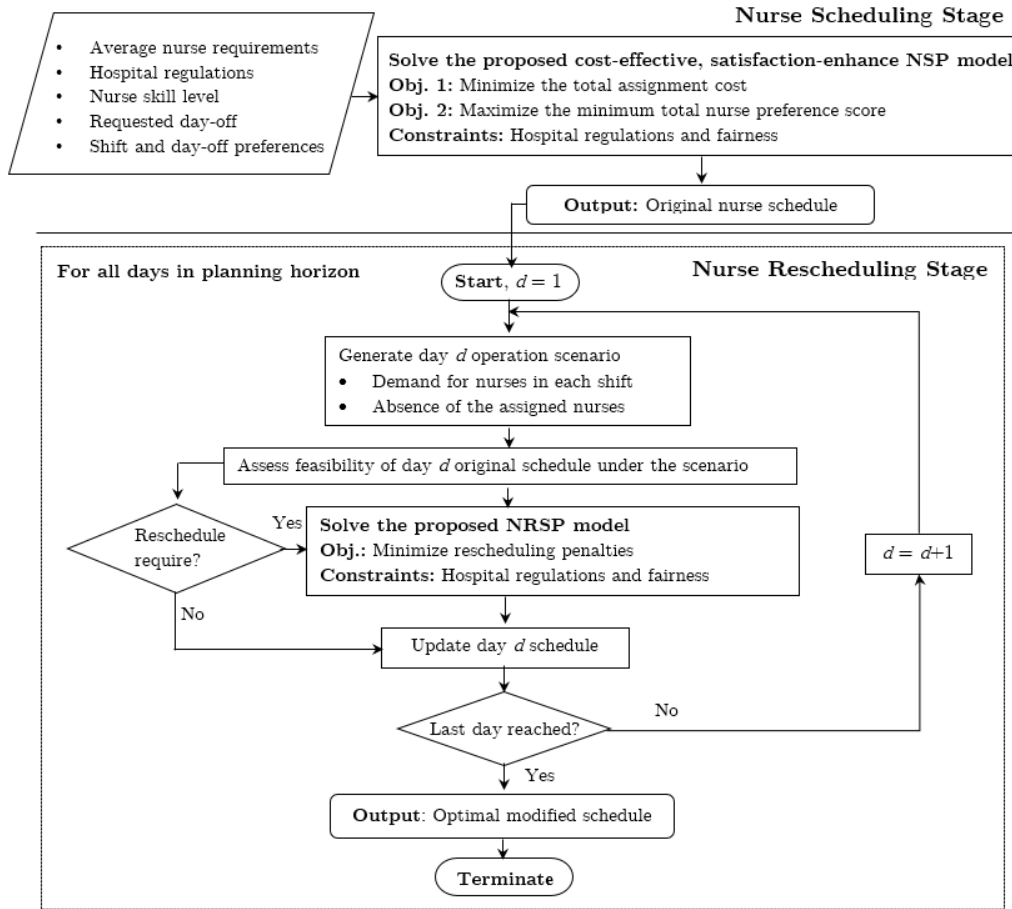 Nurse Scheduling Stage
• Average nurse requirements
• Hospital regulations
• Nurse skill level
• Requested day-off
• Shift and day-off preferences
Solve the proposed cost-effective, satisfaction-enhance NSP model
Obj. 1: Minimize the total assignment cost
Obj. 2: Maximize the minimum total nurse preference score
Constraints: Hospital regulations and fairness
Output: Original nurse schedule
For all days in planning horizon
Nurse Rescheduling Stage
Start, d = 1
Generate day d operation scenario
• Demand for nurses in each shift
• Absence of the assigned nurses
Assess feasibility of day d original schedule under the scenario
Reschedule
require?
Yes
Solve the proposed NRSP model
Obj.: Minimize rescheduling penalties
Constraints: Hospital regulations and fairness
d = d+1
No
Update day d schedule
Last day reached?
No
Yes
Output: Optimal modified schedule
Terminate